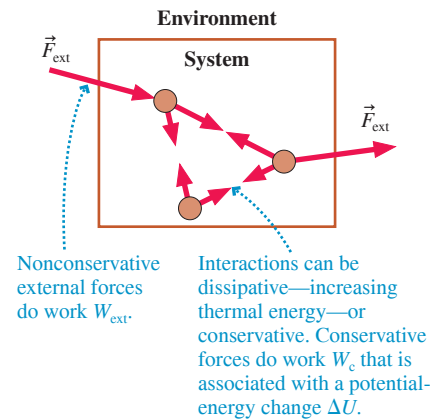 Environment
System
F⃗ext
F⃗ext
Nonconservative
external forces
do work Wext.
Interactions can be
dissipative—increasing
thermal energy—or
conservative. Conservative
forces do work Wc that is
associated with a potential-
energy change ΔU.